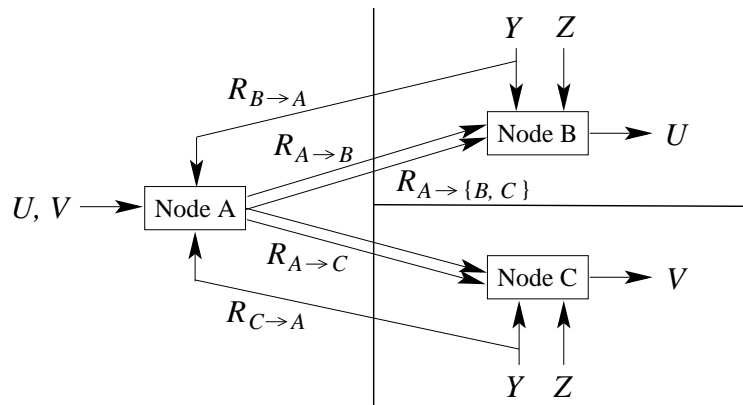 Y Z
R_{B→A}
Node B
U
R_{A→B}
R_{A→{B, C}}
U, V
Node A
R_{A→C}
Node C
V
R_{C→A}
Y Z